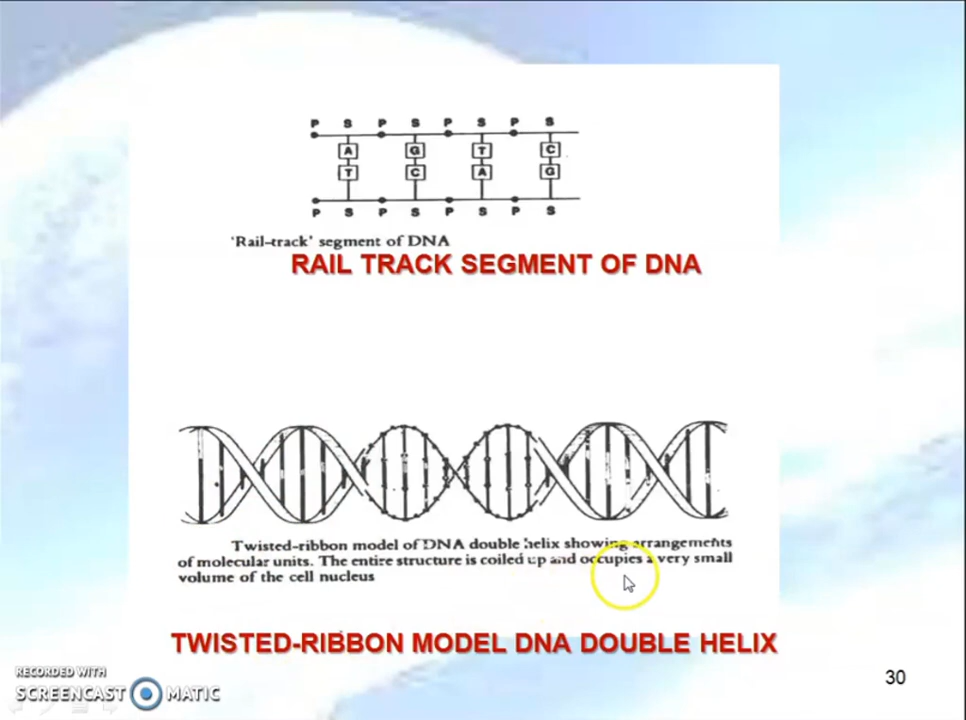 P S P S P S P S
A G T C
T C A G
P S P S P S P S
'Rail-track' segment of DNA
RAIL TRACK SEGMENT OF DNA
Twisted-ribbon model of DNA double helix showing arrangements
of molecular units. The entire structure is coiled up and occupies a very small
volume of the cell nucleus
TWISTED-RIBBON MODEL DNA DOUBLE HELIX
RECORDED WITH
SCREENCAST MATIC
30